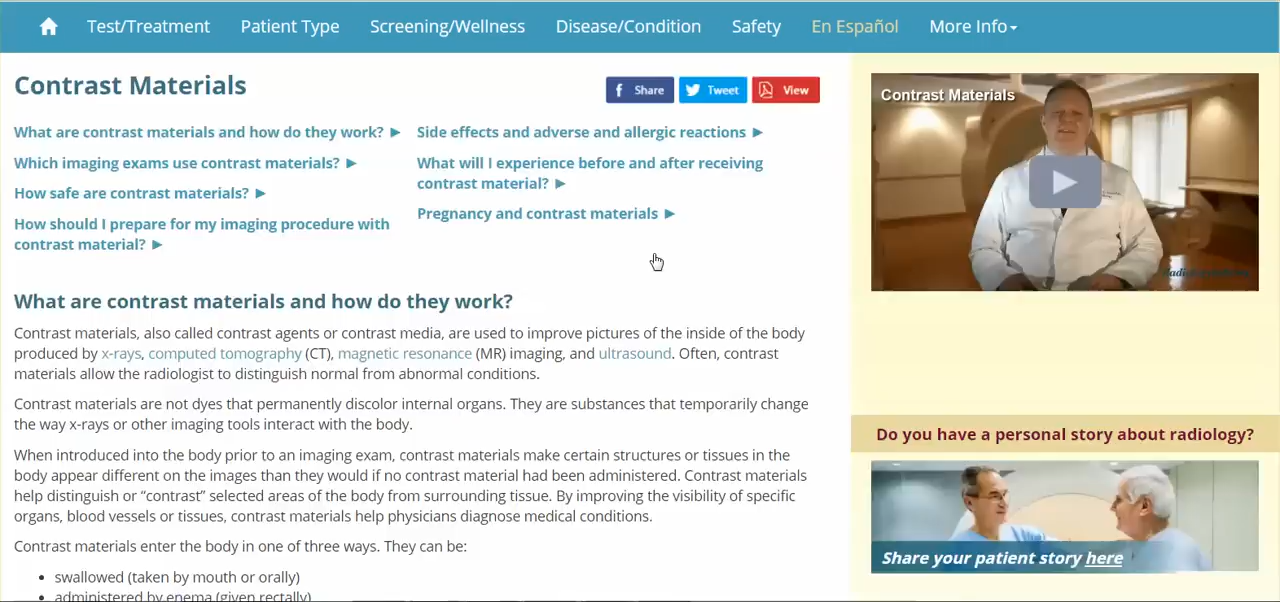 Test/Treatment Patient Type Screening/Wellness Disease/Condition Safety En Español More Info
Contrast Materials
Share Tweet View
What are contrast materials and how do they work? ►
Which imaging exams use contrast materials? ►
How safe are contrast materials? ►
How should I prepare for my imaging procedure with
contrast material? ►
Side effects and adverse and allergic reactions ►
What will I experience before and after receiving
contrast material? ►
Pregnancy and contrast materials ►
What are contrast materials and how do they work?
Contrast materials, also called contrast agents or contrast media, are used to improve pictures of the inside of the body
produced by x-rays, computed tomography (CT), magnetic resonance (MR) imaging, and ultrasound. Often, contrast
materials allow the radiologist to distinguish normal from abnormal conditions.
Contrast materials are not dyes that permanently discolor internal organs. They are substances that temporarily change
the way x-rays or other imaging tools interact with the body.
When introduced into the body prior to an imaging exam, contrast materials make certain structures or tissues in the
body appear different on the images than they would if no contrast material had been administered. Contrast materials
help distinguish or “contrast” selected areas of the body from surrounding tissue. By improving the visibility of specific
organs, blood vessels or tissues, contrast materials help physicians diagnose medical conditions.
Contrast materials enter the body in one of three ways. They can be:
• swallowed (taken by mouth or orally)
• administered by enema (given rectally)
Contrast Materials
Do you have a personal story about radiology?
Share your patient story here